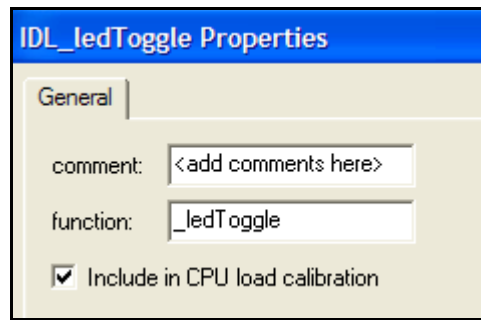 IDL_ledToggle Properties
General
comment: <add comments here>
function: _ledToggle
Include in CPU load calibration